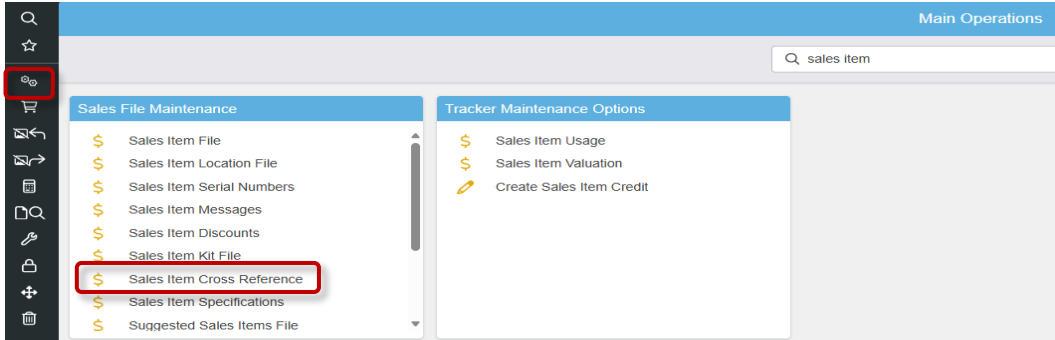 Main Operations
sales item
Sales File Maintenance
Sales Item File
Sales Item Location File
Sales Item Serial Numbers
Sales Item Messages
Sales Item Discounts
Sales Item Kit File
Sales Item Cross Reference
Sales Item Specifications
Suggested Sales Items File
Tracker Maintenance Options
Sales Item Usage
Sales Item Valuation
Create Sales Item Credit